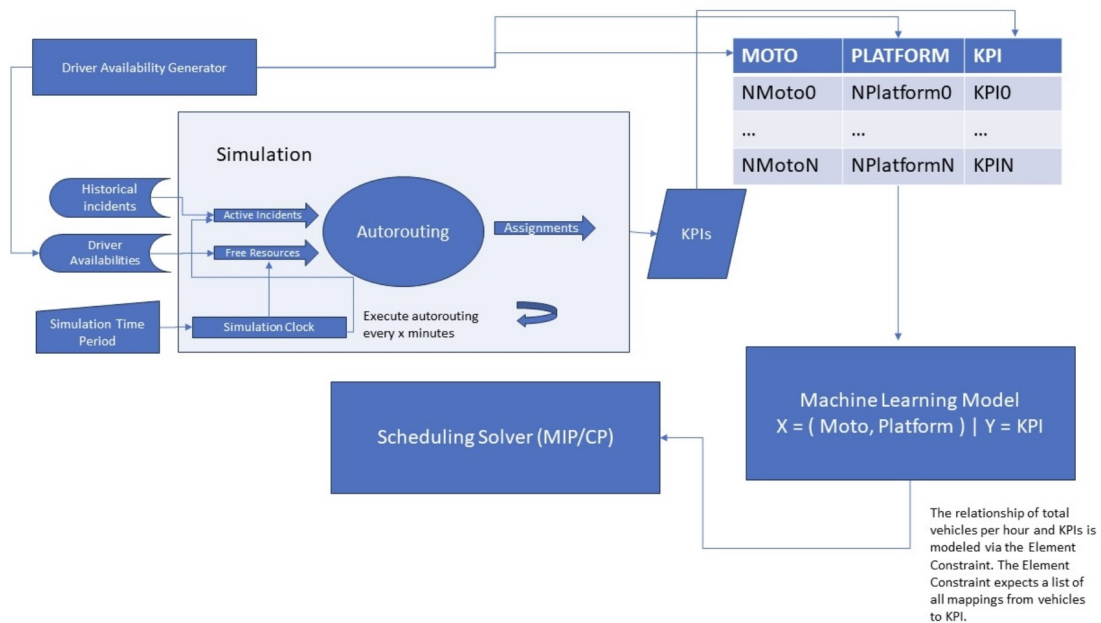 Driver Availability Generator
MOTO PLATFORM KPI
NMoto0 NPlatform0 KPI0
... ... ...
NMotoN NPlatformN KPIN
Simulation
Historical
incidents
Active Incidents
Autorouting
Assignments
KPIs
Driver
Availabilities
Free Resources
Simulation Time
Period
Simulation Clock
Execute autorouting
every x minutes
Scheduling Solver (MIP/CP)
Machine Learning Model
X = ( Moto, Platform ) | Y = KPI
The relationship of total
vehicles per hour and KPIs is
modeled via the Element
Constraint. The Element
Constraint expects a list of
all mappings from vehicles
to KPI.